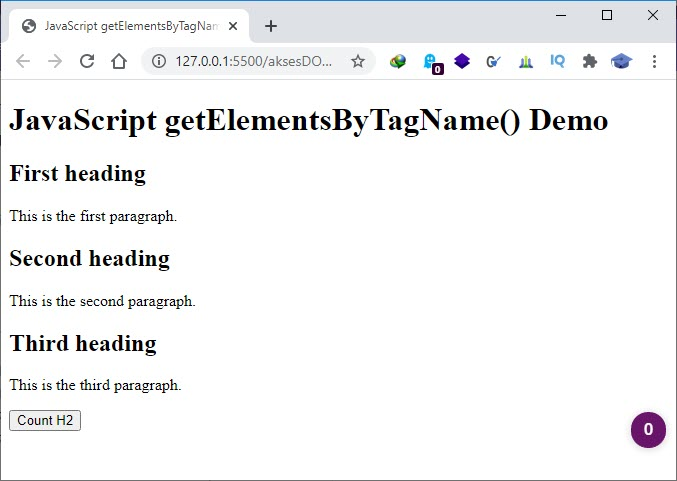 JavaScript getElementsByTagNam
127.0.0.1:5500/aksesDO...
0
G
IQ
JavaScript getElementsByTagName() Demo
First heading
This is the first paragraph.
Second heading
This is the second paragraph.
Third heading
This is the third paragraph.
Count H2
0